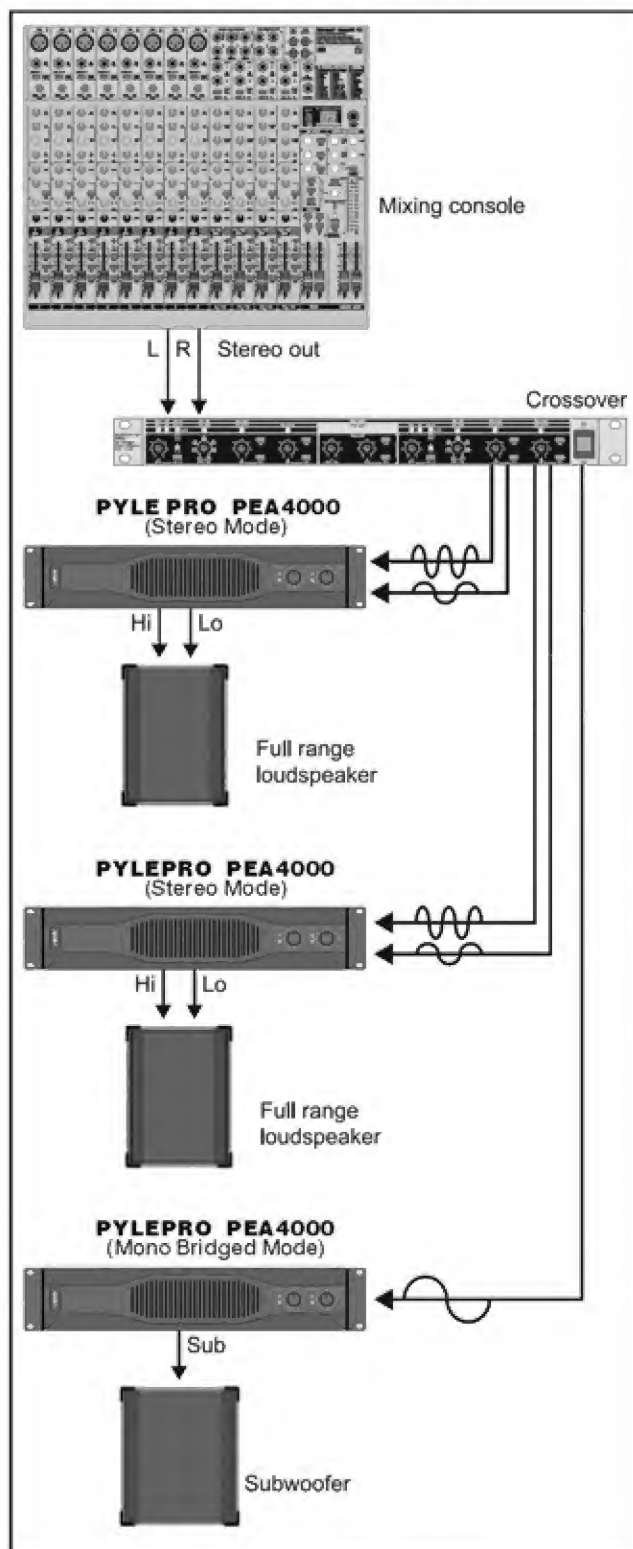 Mixing console
L R Stereo out
Crossover
PYLE PRO PEA4000
(Stereo Mode)
Hi Lo
Full range
loudspeaker
PYLEPRO PEA4000
(Stereo Mode)
Hi Lo
Full range
loudspeaker
PYLEPRO PEA4000
(Mono Bridged Mode)
Sub
Subwoofer